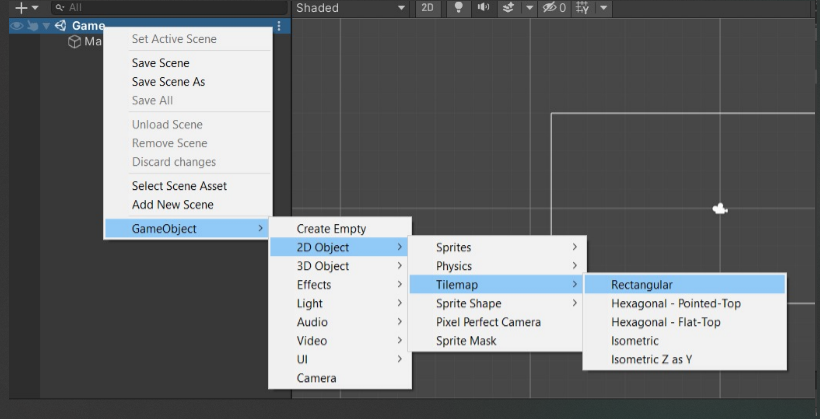 All
Shaded
2D
0
Game
Ma
Set Active Scene
Save Scene
Save Scene As
Save All
Unload Scene
Remove Scene
Discard changes
Select Scene Asset
Add New Scene
GameObject
Create Empty
2D Object
3D Object
Effects
Light
Audio
Video
UI
Camera
Sprites
Physics
Tilemap
Sprite Shape
Pixel Perfect Camera
Sprite Mask
Rectangular
Hexagonal - Pointed-Top
Hexagonal - Flat-Top
Isometric
Isometric Z as Y